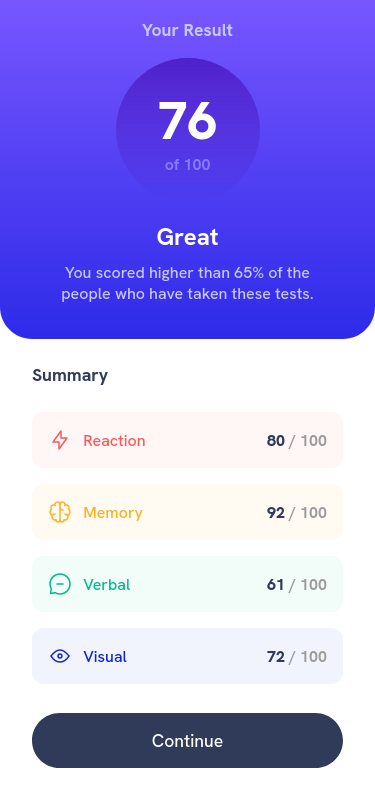 Your Result
76
of 100
Great
You scored higher than 65% of the
people who have taken these tests.
Summary
Reaction 80 / 100
Memory 92 / 100
Verbal 61 / 100
Visual 72 / 100
Continue